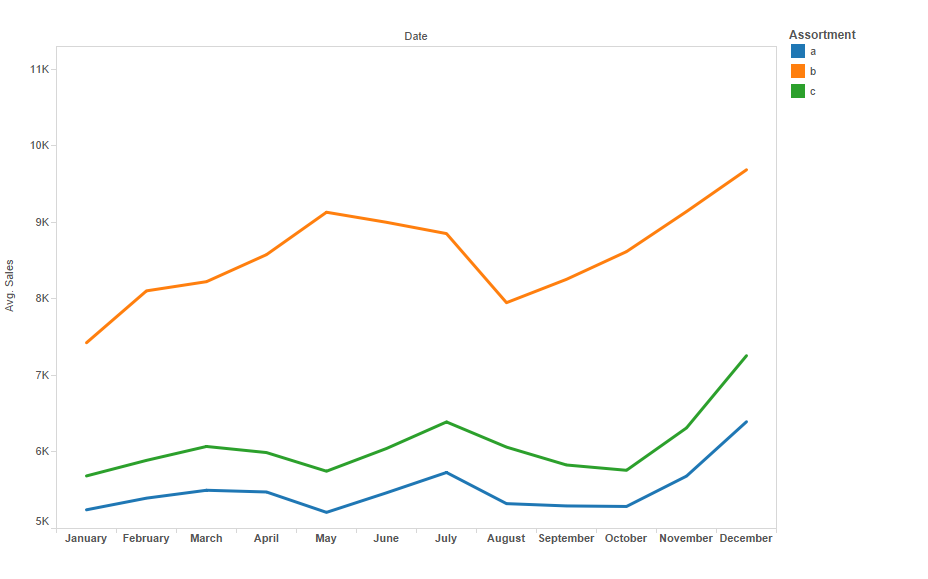 Date
Assortment
a
b
c
11K
10K
9K
8K
7K
6K
5K
Avg. Sales
January February March April May June July August September October November December